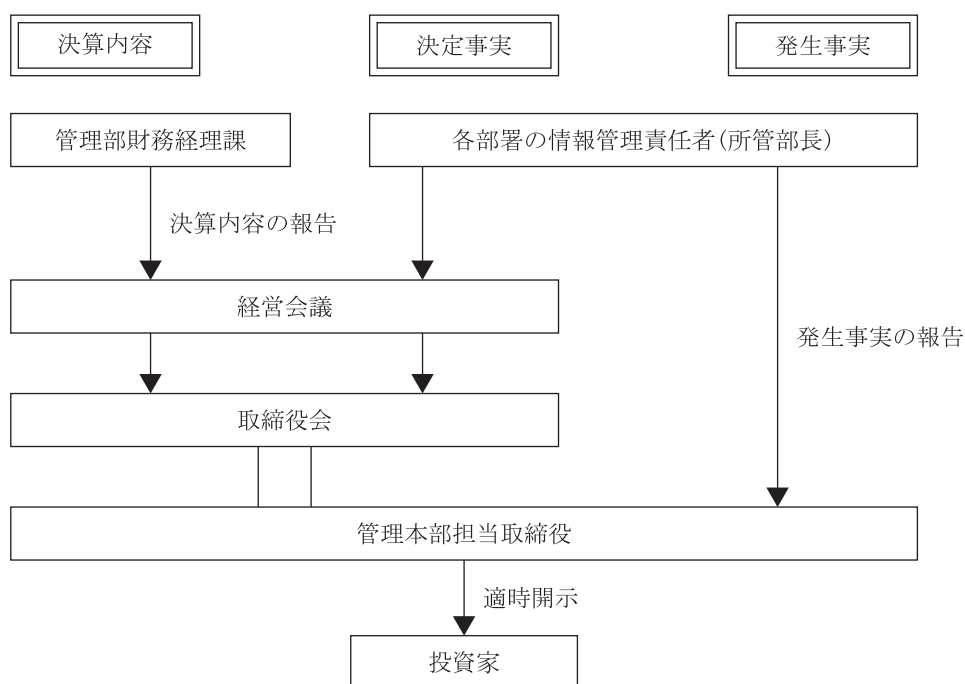 決算内容
決定事実
発生事実
管理部財務経理課
各部署の情報管理責任者(所管部長)
決算内容の報告
経営会議
発生事実の報告
取締役会
管理本部担当取締役
適時開示
投資家